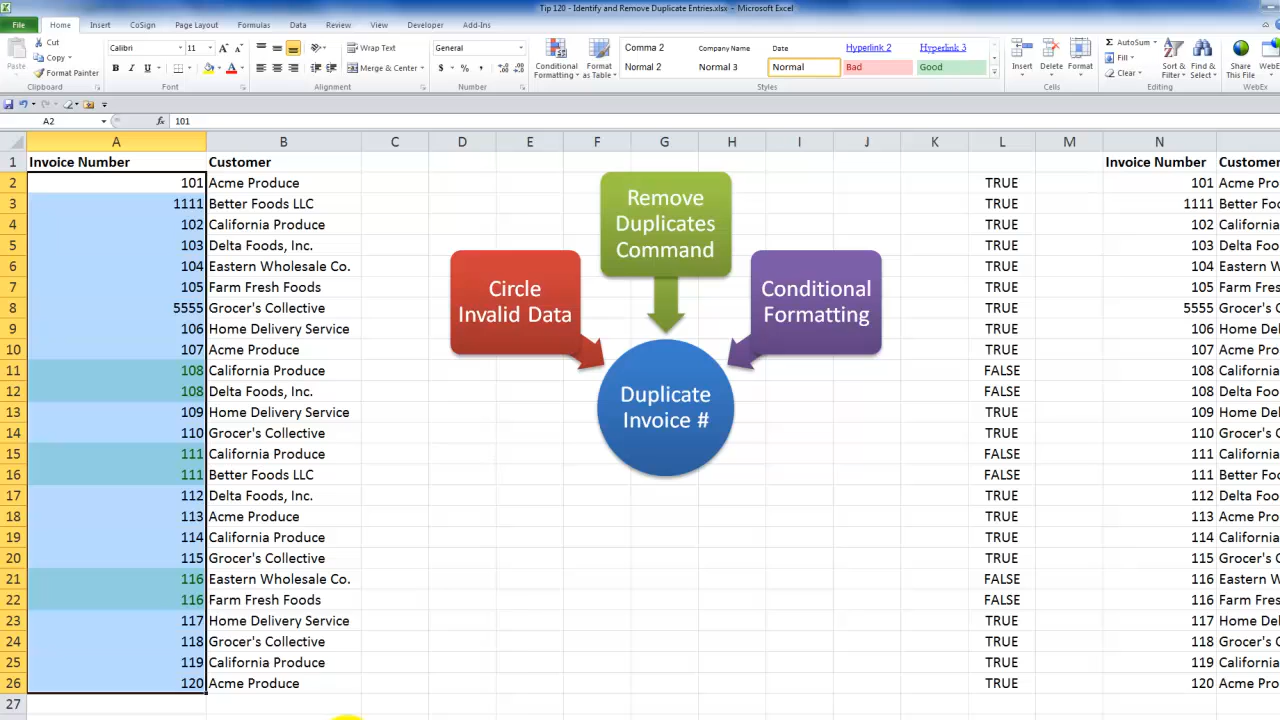 Tip 120 - Identify and Remove Duplicate Entries.xlsx - Microsoft Excel
File Home Insert CoSign Page Layout Formulas Data Review View Developer Add-Ins
Paste
Cut
Copy
Format Painter
Clipboard
Calibri 11
B I U
Font
Wrap Text
Merge & Center
Alignment
General
$ % ,
Number
Conditional Formatting
Format as Table
Comma 2 Company Name Date Hyperlink 2 Hyperlink 3
Normal 2 Normal 3 Normal Bad Good
Styles
Insert Delete Format
Cells
AutoSum
Fill
Clear
Sort & Filter
Find & Select
Editing
Share This File
WebEx
WebEx
A2 fx 101
A B C D E F G H I J K L M N
1 Invoice Number Customer Invoice Number Customer
2 101 Acme Produce TRUE 101 Acme Pro
3 1111 Better Foods LLC TRUE 1111 Better Foo
4 102 California Produce TRUE 102 California
5 103 Delta Foods, Inc. TRUE 103 Delta Food
6 104 Eastern Wholesale Co. TRUE 104 Eastern W
7 105 Farm Fresh Foods TRUE 105 Farm Fres
8 5555 Grocer's Collective TRUE 5555 Grocer's C
9 106 Home Delivery Service TRUE 106 Home Del
10 107 Acme Produce TRUE 107 Acme Pro
11 108 California Produce FALSE 108 California
12 108 Delta Foods, Inc. FALSE 108 Delta Food
13 109 Home Delivery Service TRUE 109 Home Del
14 110 Grocer's Collective TRUE 110 Grocer's C
15 111 California Produce FALSE 111 California
16 111 Better Foods LLC FALSE 111 Better Foo
17 112 Delta Foods, Inc. TRUE 112 Delta Food
18 113 Acme Produce TRUE 113 Acme Pro
19 114 California Produce TRUE 114 California
20 115 Grocer's Collective TRUE 115 Grocer's C
21 116 Eastern Wholesale Co. FALSE 116 Eastern W
22 116 Farm Fresh Foods FALSE 116 Farm Fres
23 117 Home Delivery Service TRUE 117 Home Del
24 118 Grocer's Collective TRUE 118 Grocer's C
25 119 California Produce TRUE 119 California
26 120 Acme Produce TRUE 120 Acme Pro
27
Remove
Duplicates
Command
Circle
Invalid Data
Conditional
Formatting
Duplicate
Invoice #